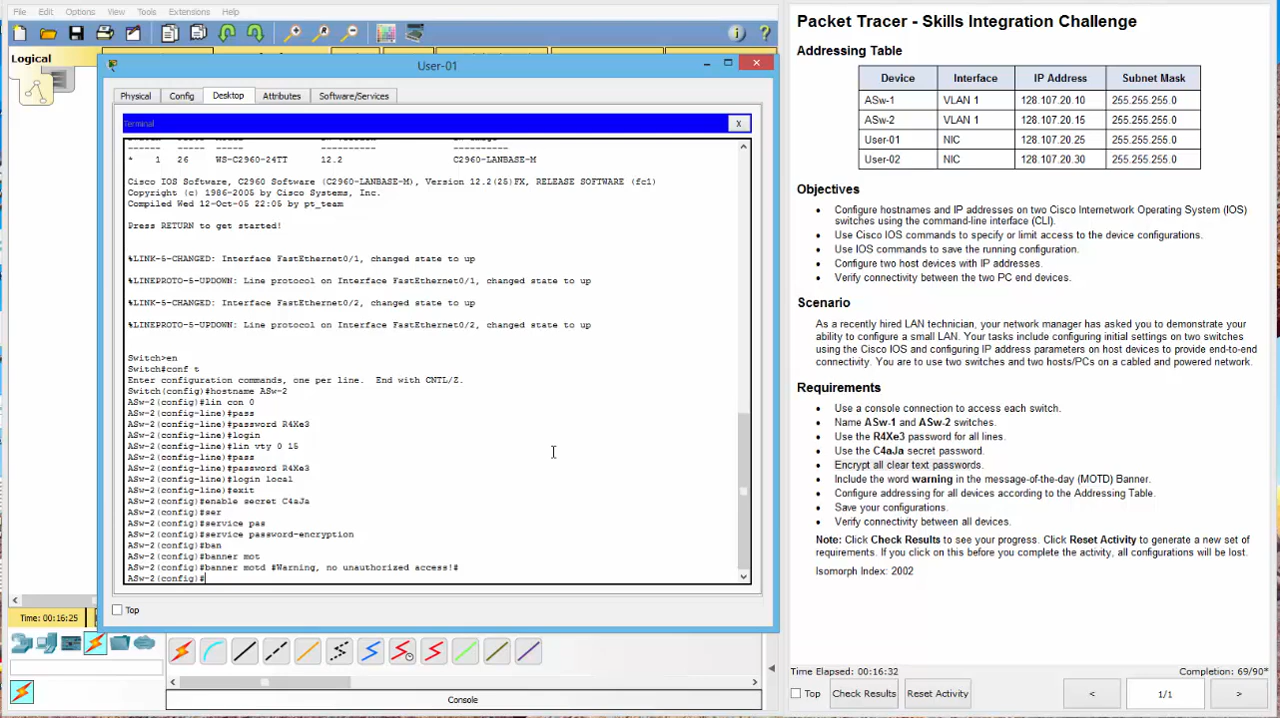 File Edit Options View Tools Extensions Help
Logical
User-01
Physical Config Desktop Attributes Software/Services
Terminal
X
* 1 26 WS-C2960-24TT 12.2 C2960-LANBASE-M
Cisco IOS Software, C2960 Software (C2960-LANBASE-M), Version 12.2(25)FX, RELEASE SOFTWARE (fc1)
Copyright (c) 1986-2005 by Cisco Systems, Inc.
Compiled Wed 12-Oct-05 22:05 by pt_team
Press RETURN to get started!
%LINK-5-CHANGED: Interface FastEthernet0/1, changed state to up
%LINEPROTO-5-UPDOWN: Line protocol on Interface FastEthernet0/1, changed state to up
%LINK-5-CHANGED: Interface FastEthernet0/2, changed state to up
%LINEPROTO-5-UPDOWN: Line protocol on Interface FastEthernet0/2, changed state to up
Switch>en
Switch#conf t
Enter configuration commands, one per line. End with CNTL/Z.
Switch(config)#hostname ASw-2
ASw-2(config)#lin con 0
ASw-2(config-line)#pass
ASw-2(config-line)#password R4Xe3
ASw-2(config-line)#login
ASw-2(config-line)#lin vty 0 15
ASw-2(config-line)#pass
ASw-2(config-line)#password R4Xe3
ASw-2(config-line)#login local
ASw-2(config-line)#exit
ASw-2(config)#enable secret C4aJa
ASw-2(config)#ser
ASw-2(config)#service pas
ASw-2(config)#service password-encryption
ASw-2(config)#ban
ASw-2(config)#banner mot
ASw-2(config)#banner motd #Warning, no unauthorized access!#
ASw-2(config)#
Top
Time: 00:16:25
Console
Packet Tracer - Skills Integration Challenge
Addressing Table
Device Interface IP Address Subnet Mask
ASw-1 VLAN 1 128.107.20.10 255.255.255.0
ASw-2 VLAN 1 128.107.20.15 255.255.255.0
User-01 NIC 128.107.20.25 255.255.255.0
User-02 NIC 128.107.20.30 255.255.255.0
Objectives
• Configure hostnames and IP addresses on two Cisco Internetwork Operating System (IOS)
switches using the command-line interface (CLI).
• Use Cisco IOS commands to specify or limit access to the device configurations.
• Use IOS commands to save the running configuration.
• Configure two host devices with IP addresses.
• Verify connectivity between the two PC end devices.
Scenario
As a recently hired LAN technician, your network manager has asked you to demonstrate your
ability to configure a small LAN. Your tasks include configuring initial settings on two switches
using the Cisco IOS and configuring IP address parameters on host devices to provide end-to-end
connectivity. You are to use two switches and two hosts/PCs on a cabled and powered network.
Requirements
• Use a console connection to access each switch.
• Name ASw-1 and ASw-2 switches.
• Use the R4Xe3 password for all lines.
• Use the C4aJa secret password.
• Encrypt all clear text passwords.
• Include the word warning in the message-of-the-day (MOTD) Banner.
• Configure addressing for all devices according to the Addressing Table.
• Save your configurations.
• Verify connectivity between all devices.
Note: Click Check Results to see your progress. Click Reset Activity to generate a new set of
requirements. If you click on this before you complete the activity, all configurations will be lost.
Isomorph Index: 2002
Time Elapsed: 00:16:32 Completion: 69/90*
Top Check Results Reset Activity < 1/1 >